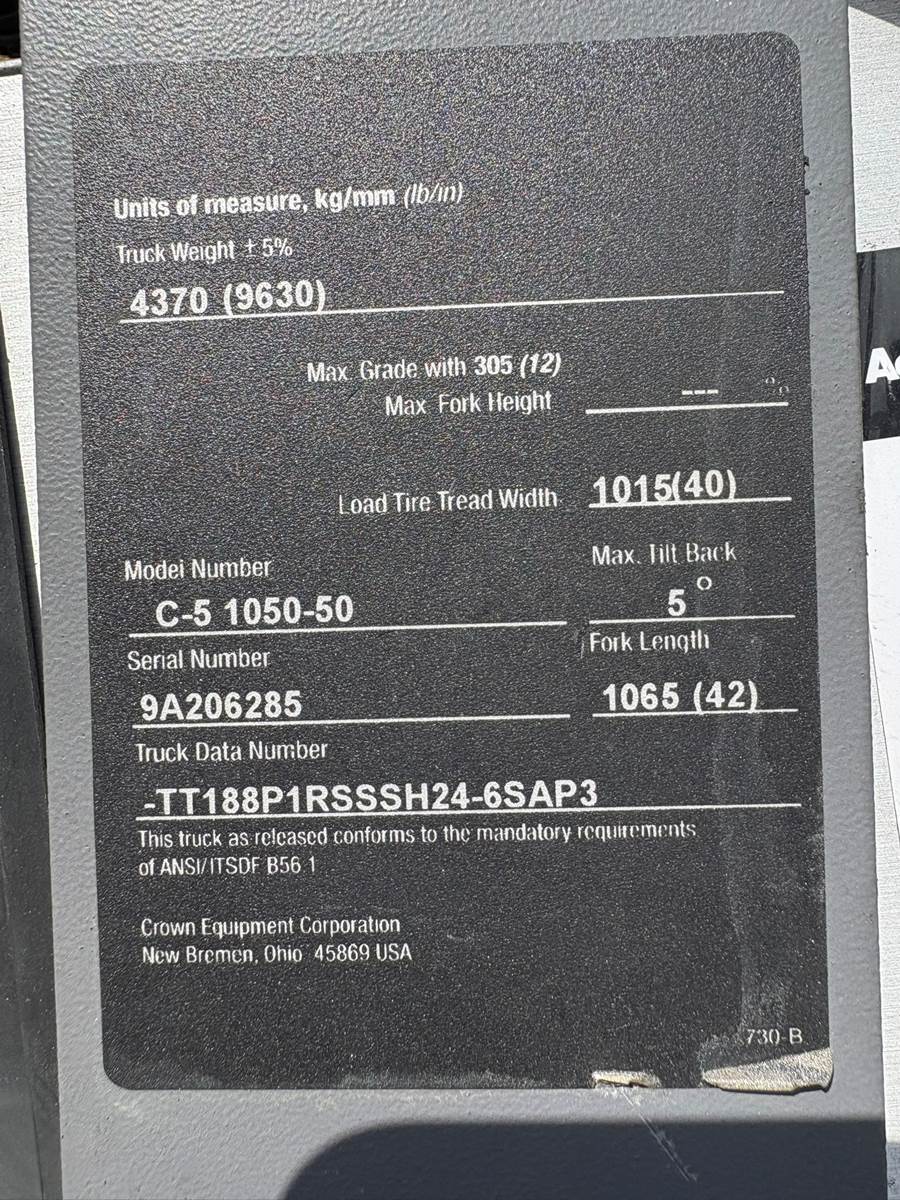 Units of measure, kg/mm (lb/in)
Truck Weight ± 5%
4370 (9630)
Max. Grade with 305 (12)
Max Fork Height --- %
Load Tire Tread Width 1015(40)
Model Number
C-5 1050-50
Max. Tilt Back
5°
Serial Number
9A206285
Fork Length
1065 (42)
Truck Data Number
-TT188P1RSSSH24-6SAP3
This truck as released conforms to the mandatory requirements
of ANSI/ITSDF B56.1
Crown Equipment Corporation
New Bremen, Ohio 45869 USA
730-B